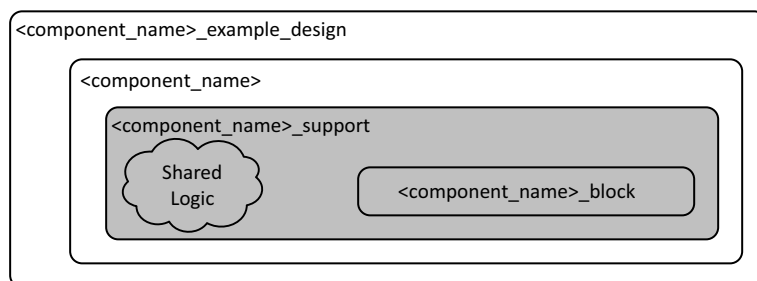 <component_name>_example_design
<component_name>
<component_name>_support
Shared
Logic
<component_name>_block